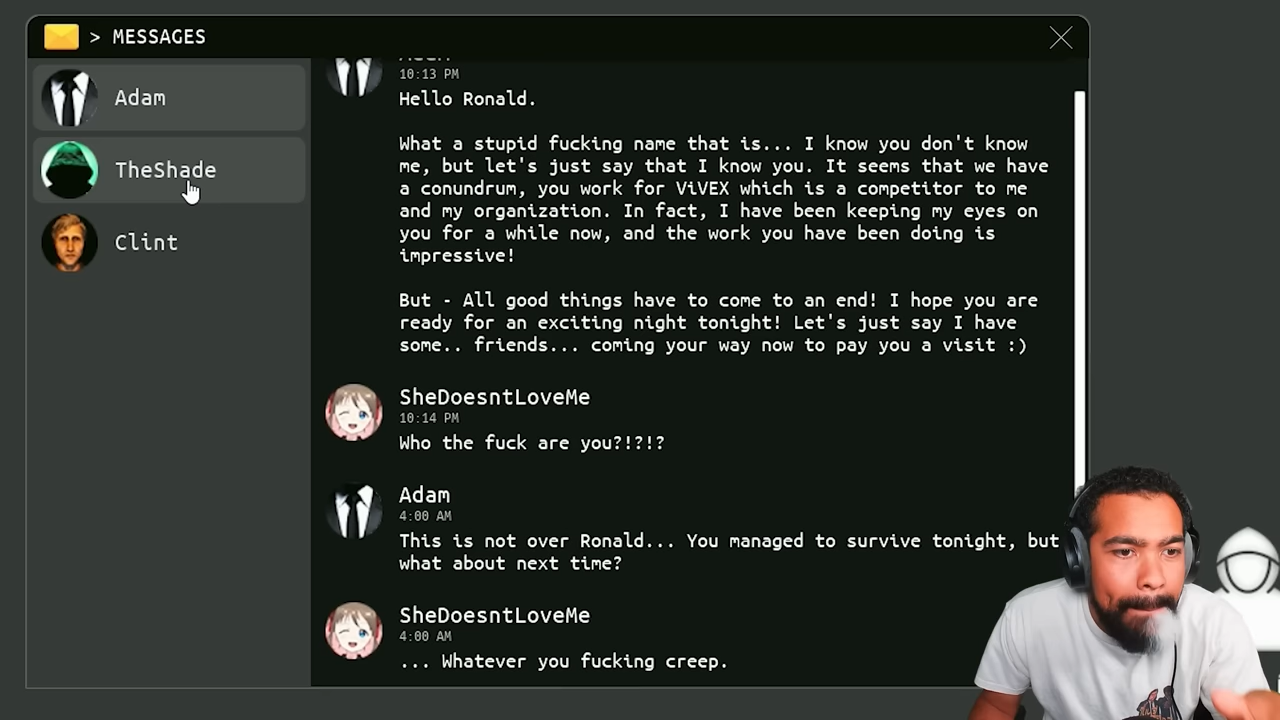 > MESSAGES
Adam
TheShade
Clint
Adam
10:13 PM
Hello Ronald.
What a stupid fucking name that is... I know you don't know
me, but let's just say that I know you. It seems that we have
a conundrum, you work for ViVEX which is a competitor to me
and my organization. In fact, I have been keeping my eyes on
you for a while now, and the work you have been doing is
impressive!
But - All good things have to come to an end! I hope you are
ready for an exciting night tonight! Let's just say I have
some.. friends... coming your way now to pay you a visit :)
SheDoesntLoveMe
10:14 PM
Who the fuck are you?!?!?
Adam
4:00 AM
This is not over Ronald... You managed to survive tonight, but
what about next time?
SheDoesntLoveMe
4:00 AM
... Whatever you fucking creep.